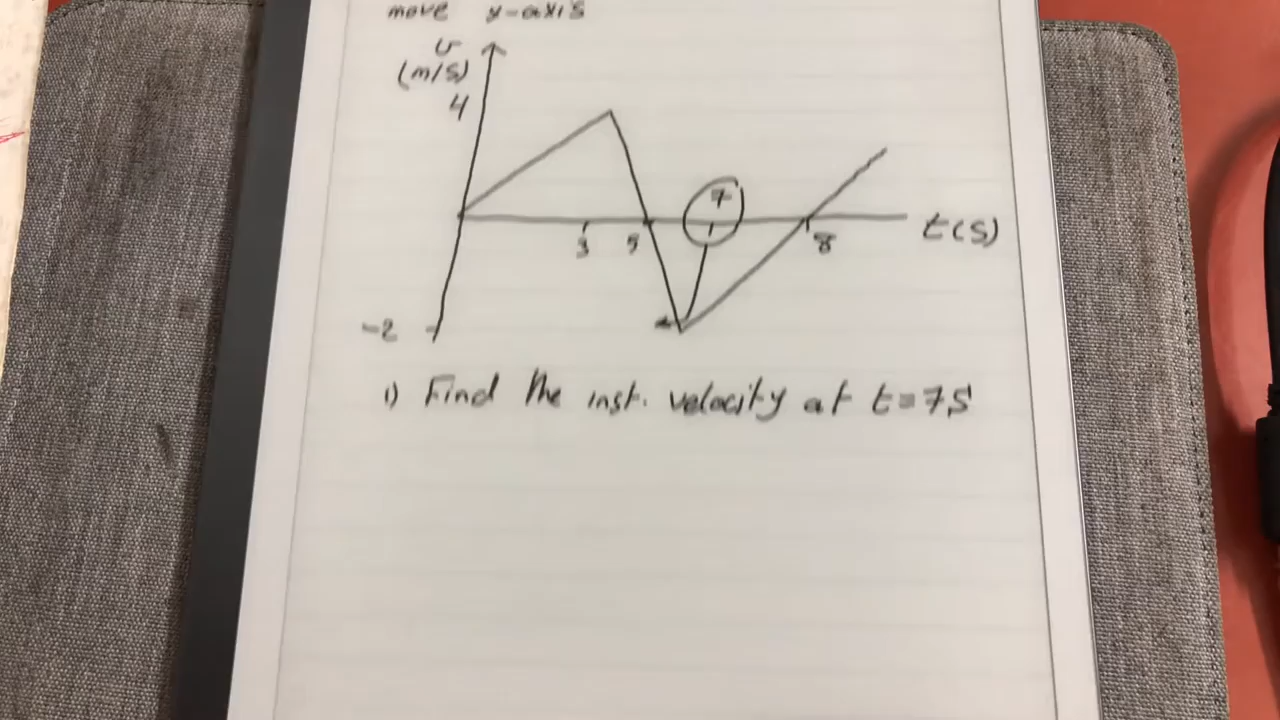 move x-axis
v
(m/s)
4
7
3 5 8 t(s)
-2
1) Find the inst. velocity at t=7s